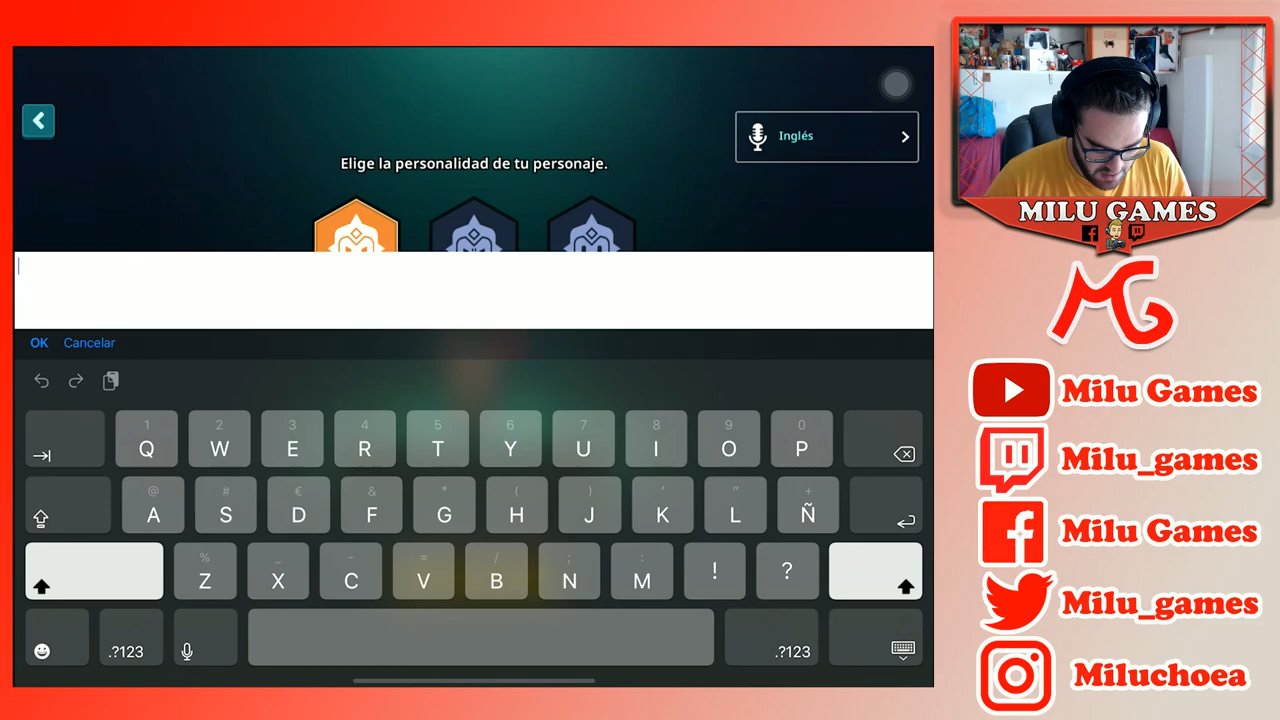 Inglés
Elige la personalidad de tu personaje.
OK Cancelar
1 2 3 4 5 6 7 8 9 0
Q W E R T Y U I O P
@ # € & * ( ) ' " +
A S D F G H J K L Ñ
% _ - = / ; :
Z X C V B N M ! ?
.?123 .?123
MILU GAMES
MG
Milu Games
Milu_games
Milu Games
Milu_games
Miluchoea